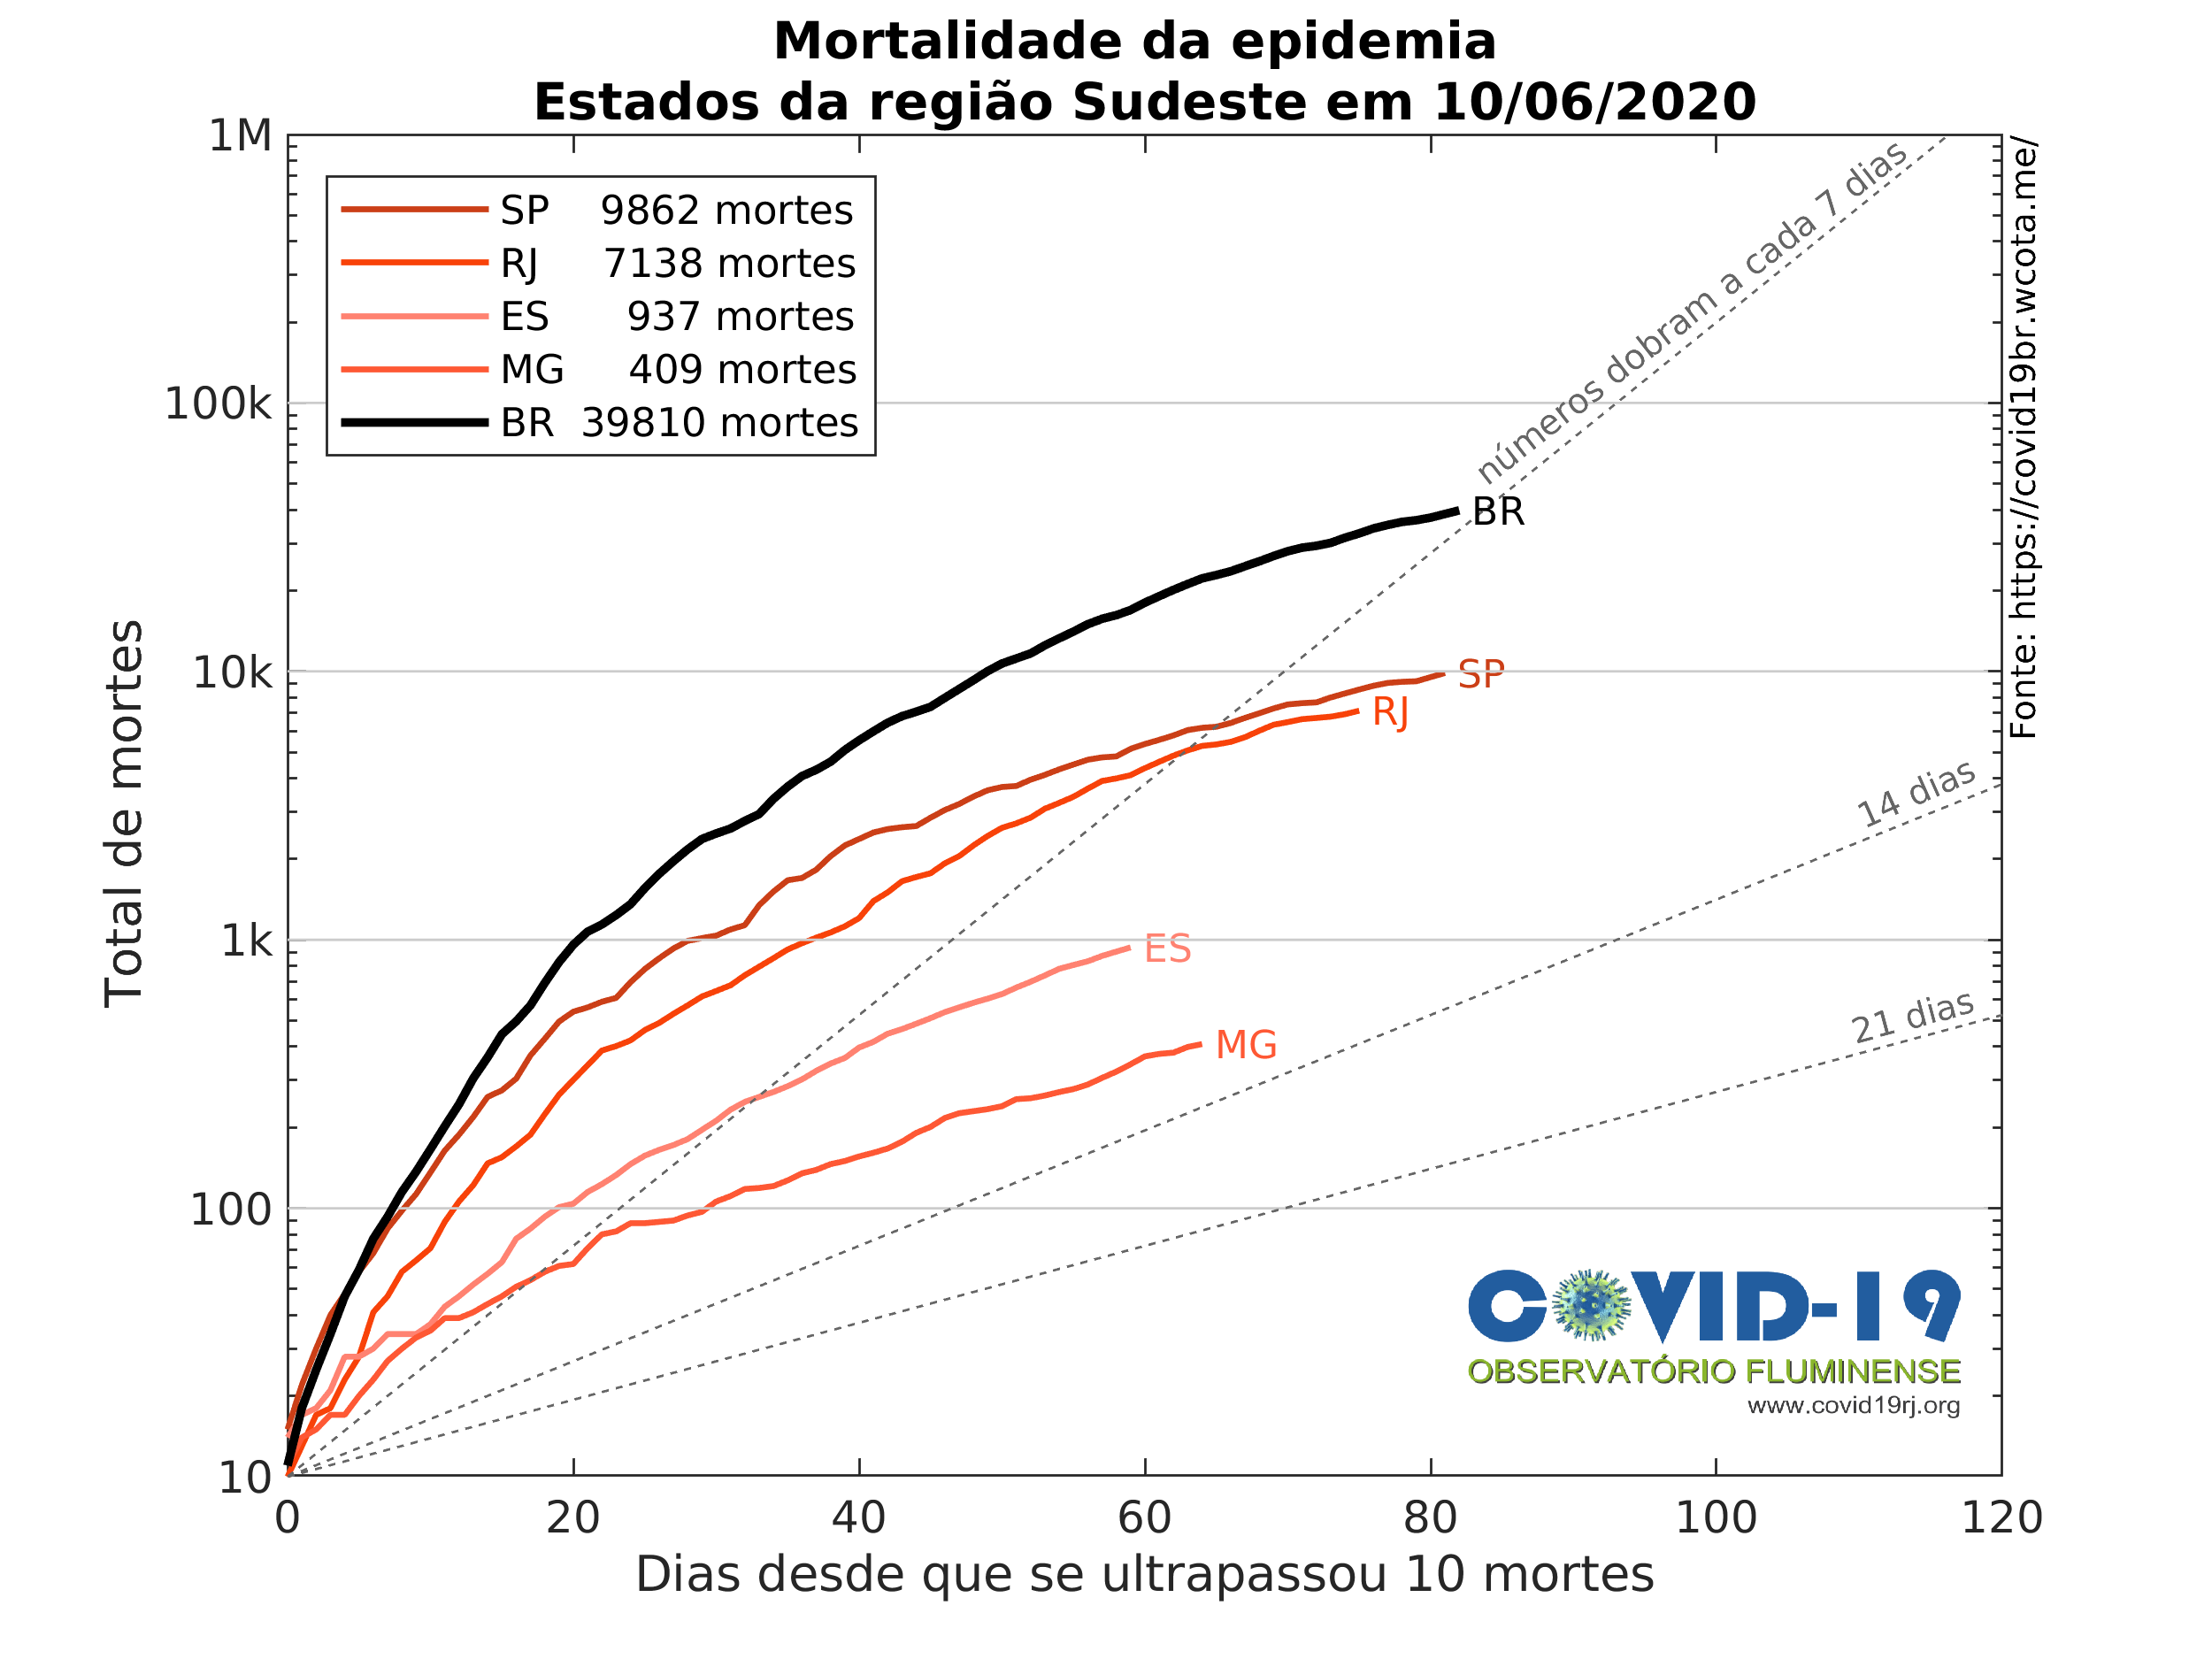 Mortalidade da epidemia
Estados da região Sudeste em 10/06/2020
1M
100k
10k
1k
100
10
Total de mortes
SP 9862 mortes
RJ 7138 mortes
ES 937 mortes
MG 409 mortes
BR 39810 mortes
números dobram a cada 7 dias
14 dias
21 dias
BR
SP
RJ
ES
MG
Fonte: https://covid19br.wcota.me/
COVID-19
OBSERVATÓRIO FLUMINENSE
www.covid19rj.org
0 20 40 60 80 100 120
Dias desde que se ultrapassou 10 mortes